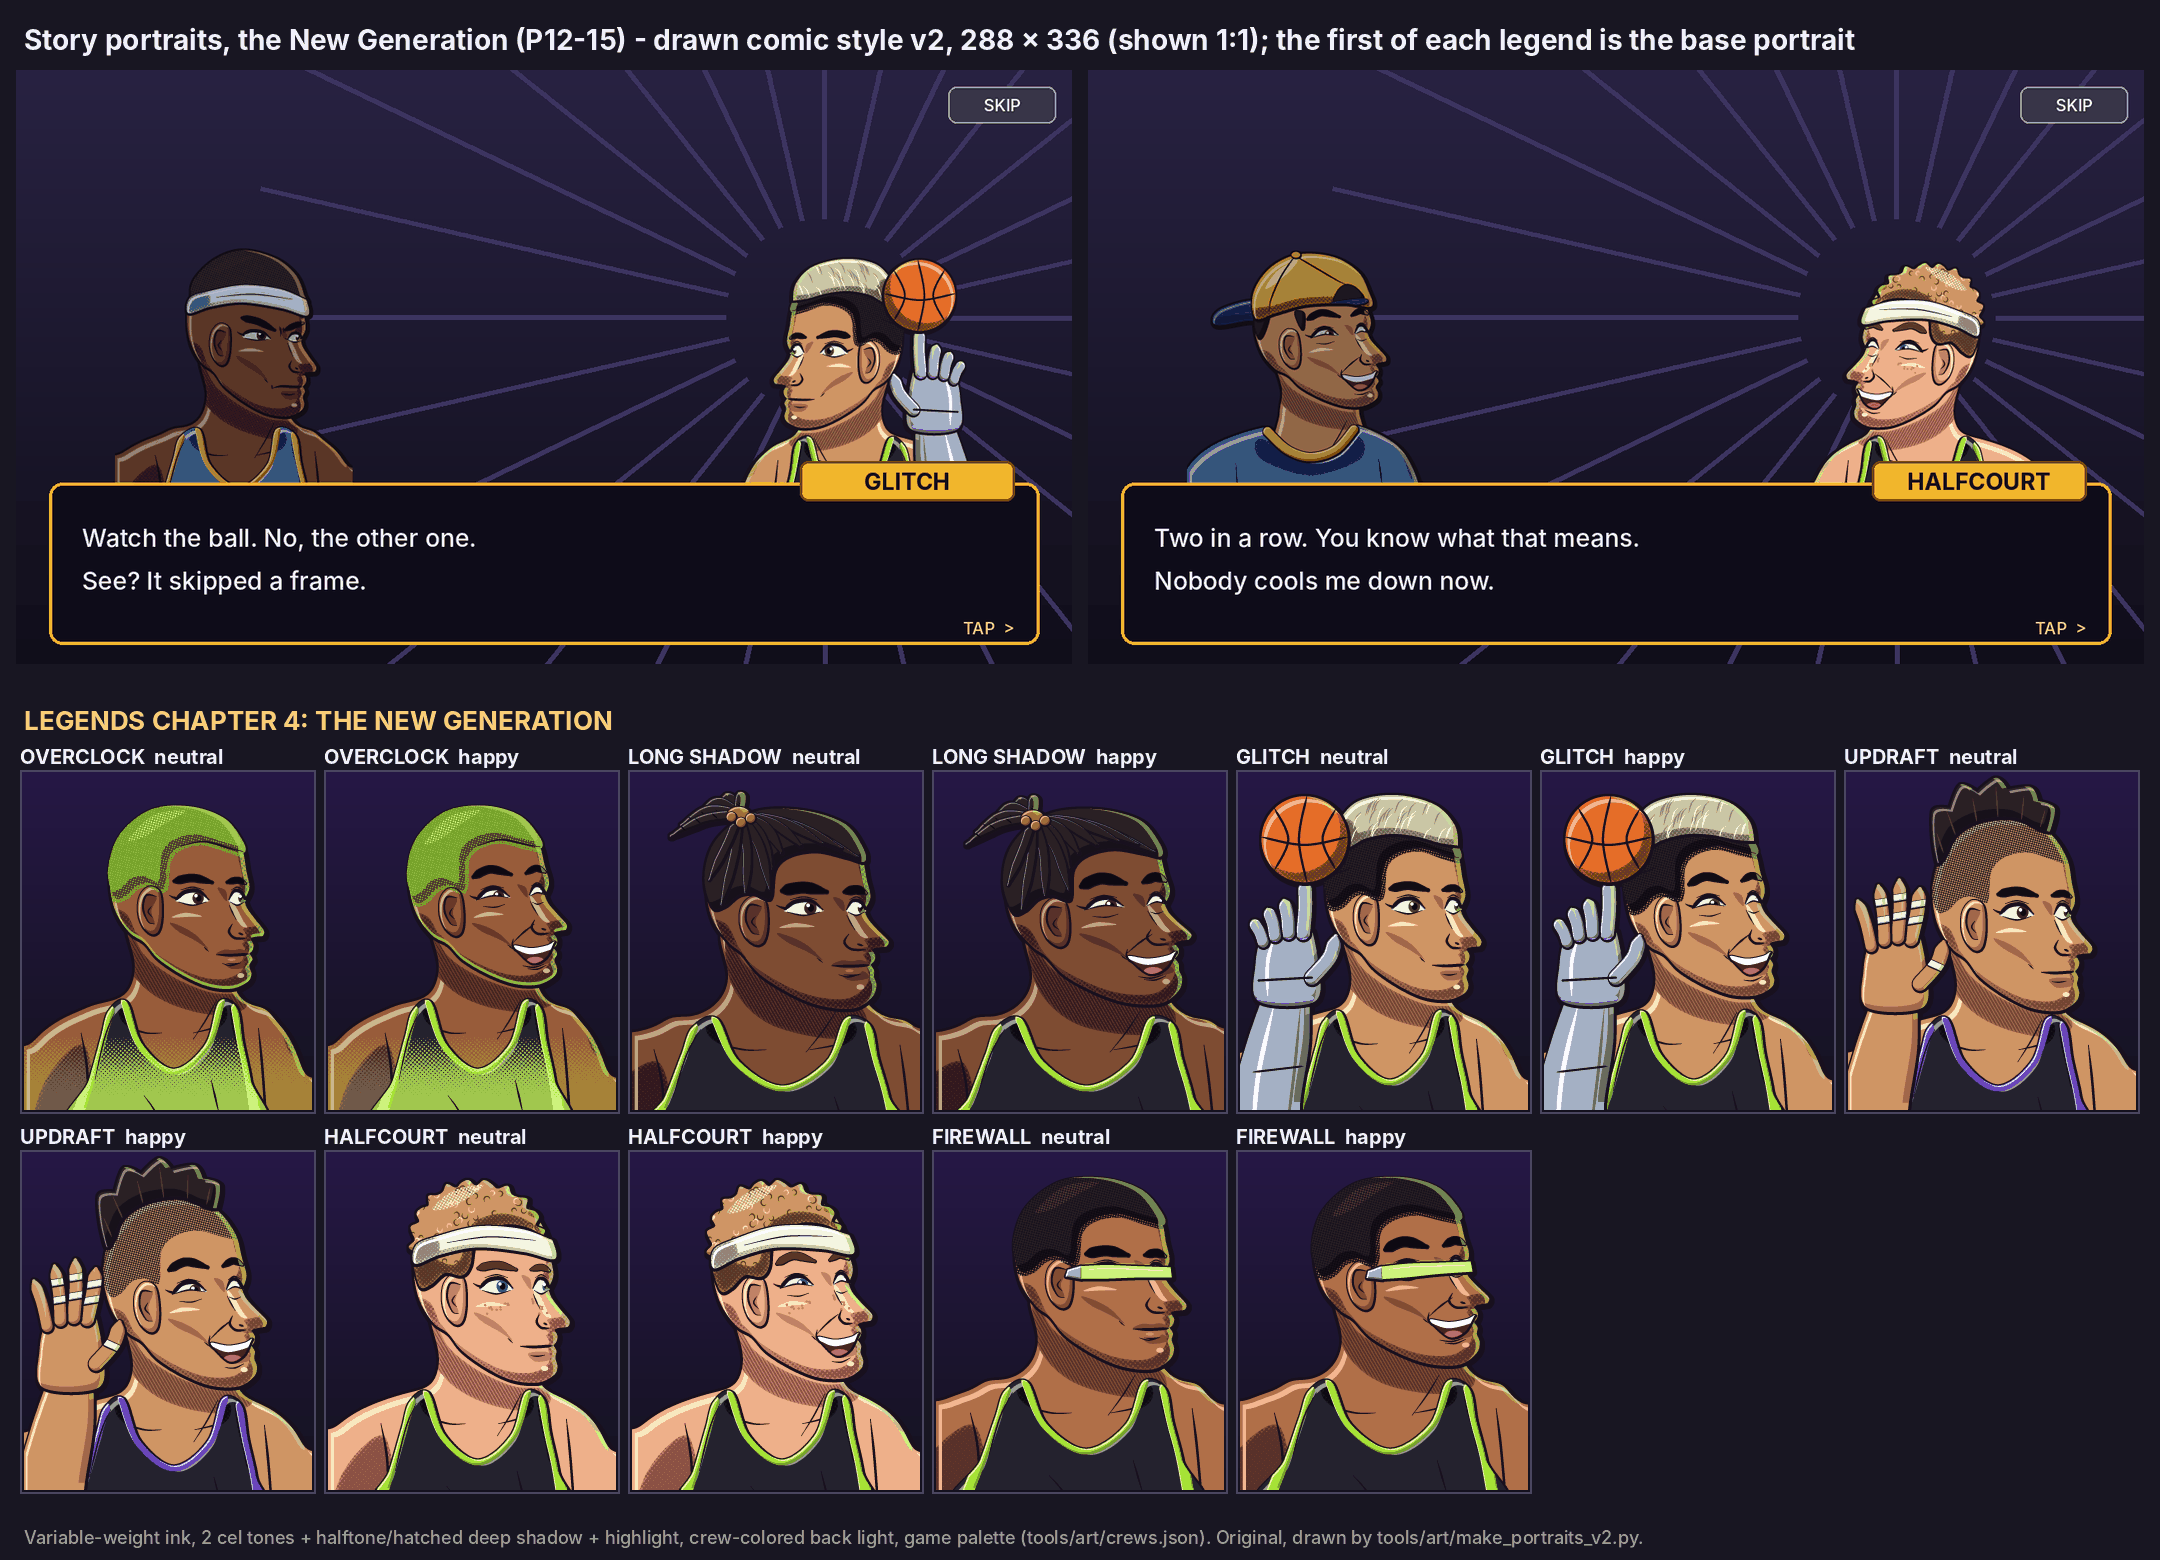 Story portraits, the New Generation (P12-15) - drawn comic style v2, 288 × 336 (shown 1:1); the first of each legend is the base portrait
SKIP
SKIP
GLITCH
Watch the ball. No, the other one.
See? It skipped a frame.
TAP >
HALFCOURT
Two in a row. You know what that means.
Nobody cools me down now.
TAP >
LEGENDS CHAPTER 4: THE NEW GENERATION
OVERCLOCK neutral
OVERCLOCK happy
LONG SHADOW neutral
LONG SHADOW happy
GLITCH neutral
GLITCH happy
UPDRAFT neutral
UPDRAFT happy
HALFCOURT neutral
HALFCOURT happy
FIREWALL neutral
FIREWALL happy
Variable-weight ink, 2 cel tones + halftone/hatched deep shadow + highlight, crew-colored back light, game palette (tools/art/crews.json). Original, drawn by tools/art/make_portraits_v2.py.